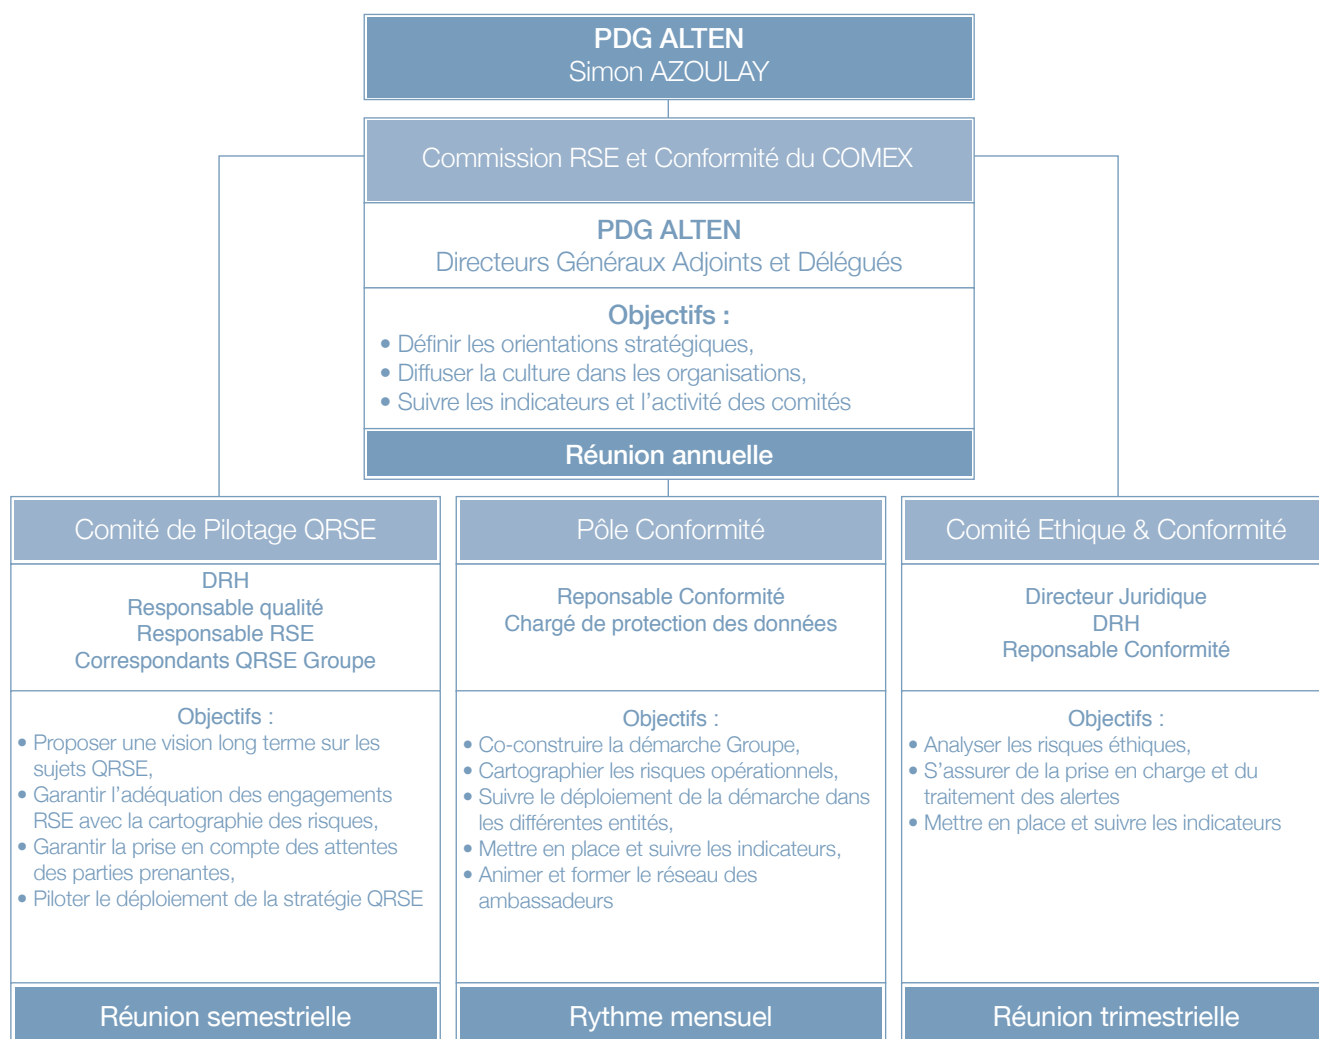 PDG ALTEN
Simon AZOULAY
Commission RSE et Conformité du COMEX
PDG ALTEN
Directeurs Généraux Adjoints et Délégués
Objectifs :
• Définir les orientations stratégiques,
• Diffuser la culture dans les organisations,
• Suivre les indicateurs et l’activité des comités
Réunion annuelle
Comité de Pilotage QRSE
DRH
Responsable qualité
Responsable RSE
Correspondants QRSE Groupe
Objectifs :
• Proposer une vision long terme sur les
sujets QRSE,
• Garantir l’adéquation des engagements
RSE avec la cartographie des risques,
• Garantir la prise en compte des attentes
des parties prenantes,
• Piloter le déploiement de la stratégie QRSE
Réunion semestrielle
Pôle Conformité
Reponsable Conformité
Chargé de protection des données
Objectifs :
• Co-construire la démarche Groupe,
• Cartographier les risques opérationnels,
• Suivre le déploiement de la démarche dans
les différentes entités,
• Mettre en place et suivre les indicateurs,
• Animer et former le réseau des
ambassadeurs
Rythme mensuel
Comité Ethique & Conformité
Directeur Juridique
DRH
Reponsable Conformité
Objectifs :
• Analyser les risques éthiques,
• S’assurer de la prise en charge et du
traitement des alertes
• Mettre en place et suivre les indicateurs
Réunion trimestrielle